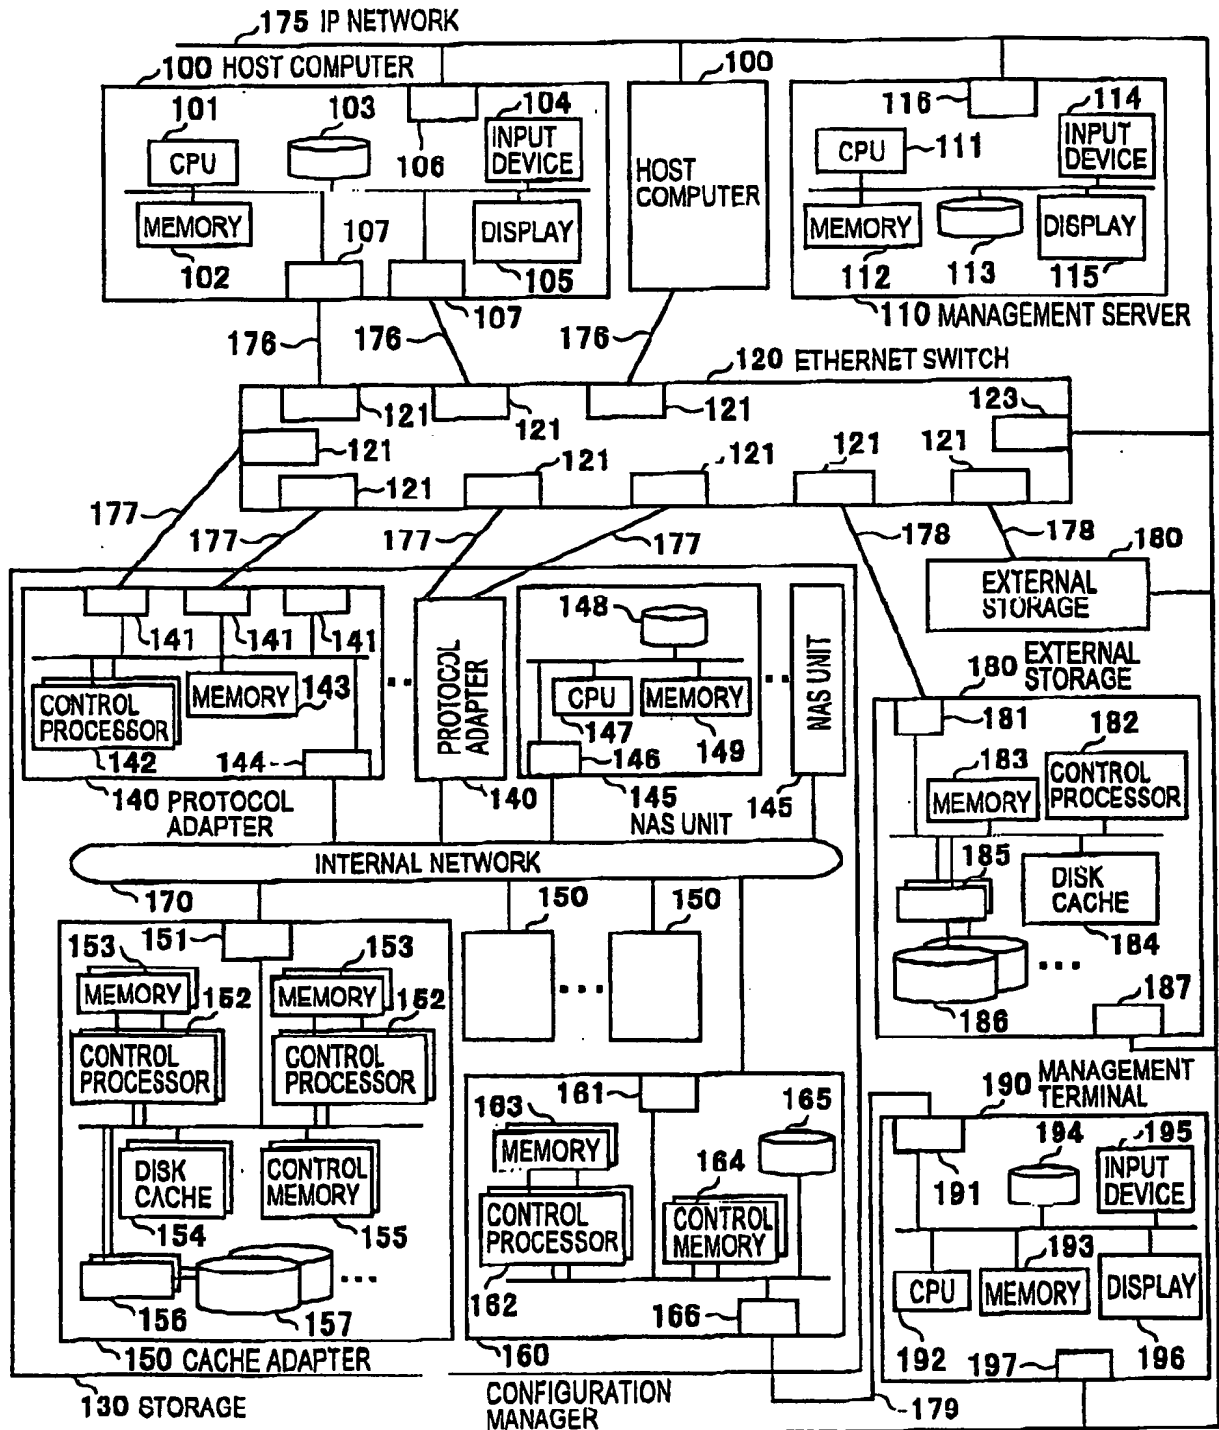 175 IP NETWORK
100 HOST COMPUTER
100
101
103
104
106
116
114
CPU
INPUT
DEVICE
CPU
111
INPUT
DEVICE
HOST
COMPUTER
MEMORY
107
DISPLAY
MEMORY
DISPLAY
102
105
112
113
115
107
110 MANAGEMENT SERVER
176
176
176
120 ETHERNET SWITCH
121
121
121
123
121
121
121
121
121
121
177
177
177
177
178
178
180
EXTERNAL
STORAGE
141
141
141
148
PROTOCOL
ADAPTER
NAS UNIT
CONTROL
PROCESSOR
MEMORY
143
CPU
MEMORY
142
144
147
149
146
140 PROTOCOL
ADAPTER
140
145
NAS UNIT
145
180 EXTERNAL
STORAGE
181
182
183
MEMORY
CONTROL
PROCESSOR
185
DISK
CACHE
184
186
187
INTERNAL NETWORK
170
150
150
151
153
153
MEMORY
152
MEMORY
152
CONTROL
PROCESSOR
CONTROL
PROCESSOR
DISK
CACHE
CONTROL
MEMORY
154
155
156
157
150 CACHE ADAPTER
130 STORAGE
161
163
165
MEMORY
164
CONTROL
PROCESSOR
CONTROL
MEMORY
162
166
160
CONFIGURATION
MANAGER
179
190 MANAGEMENT
TERMINAL
194
195
191
INPUT
DEVICE
193
CPU
MEMORY
DISPLAY
192
197
196